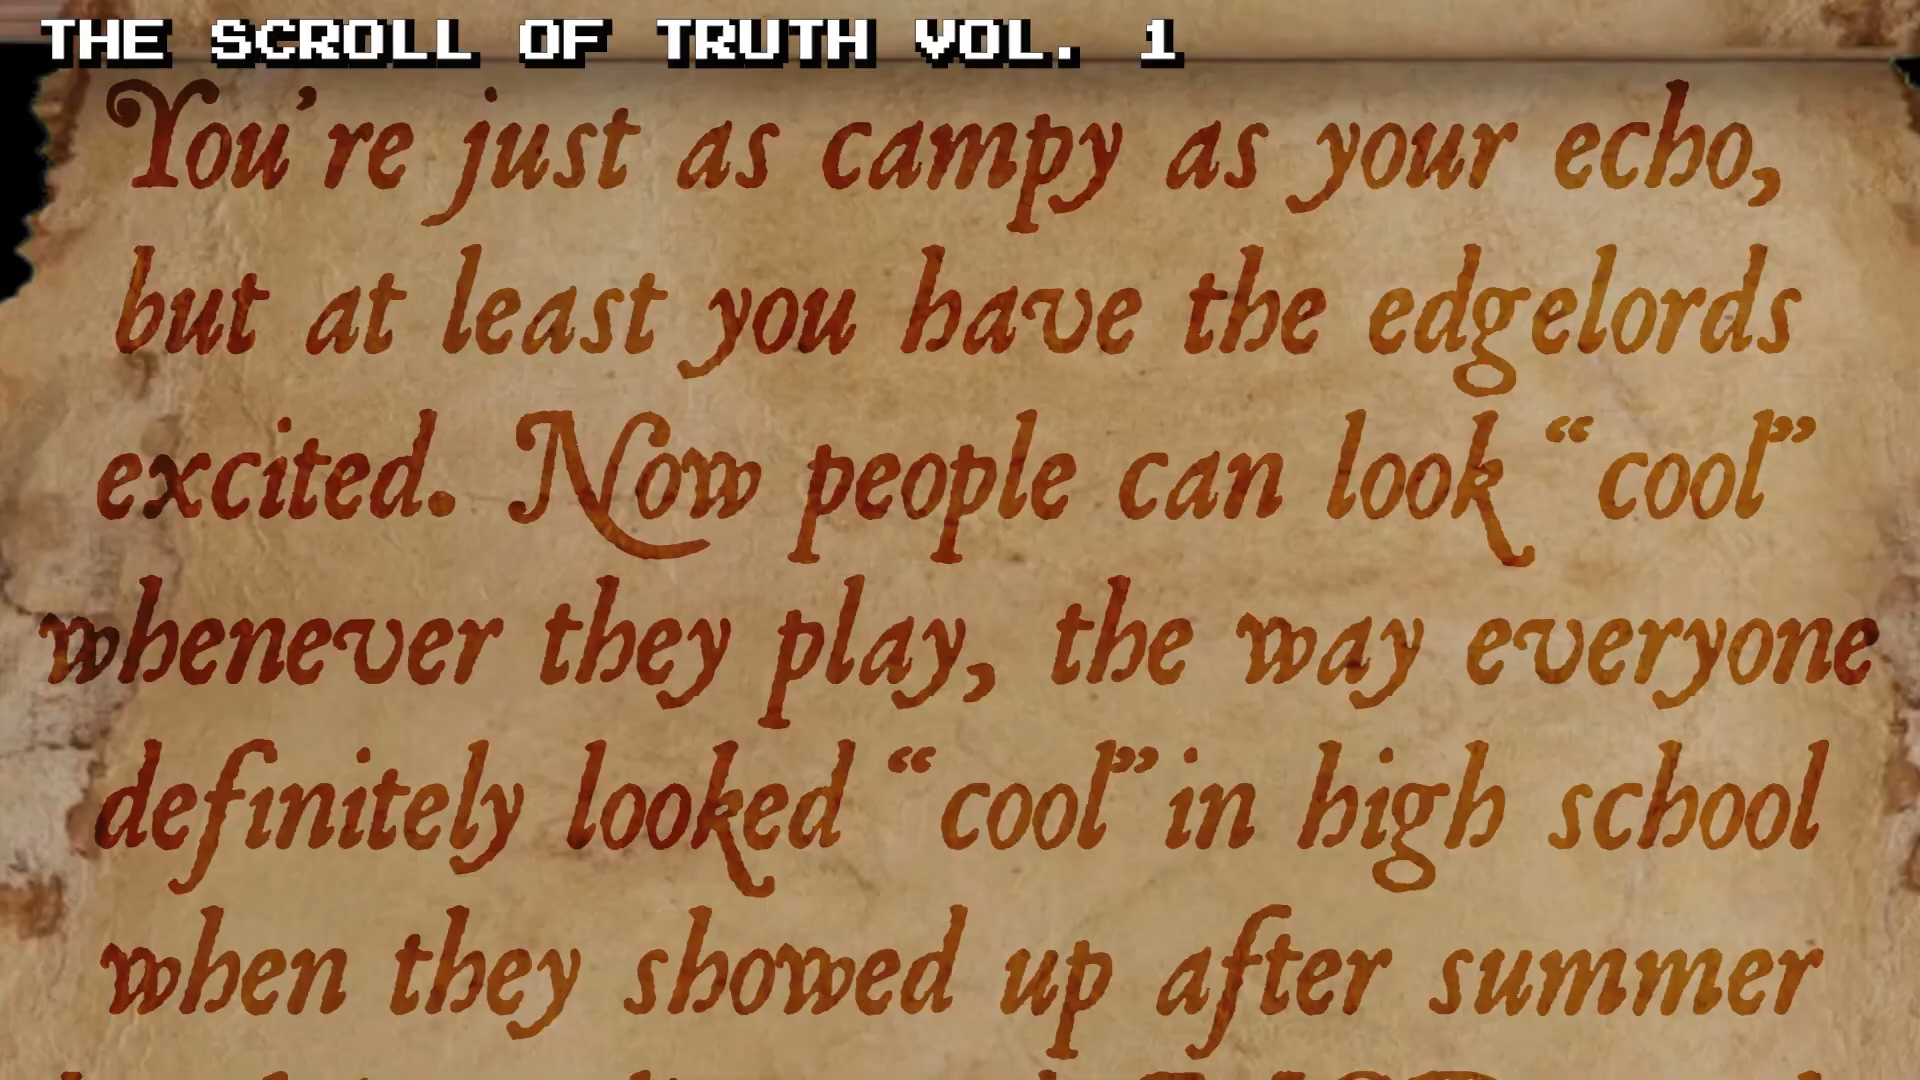 THE SCROLL OF TRUTH VOL. 1
You're just as campy as your echo,
but at least you have the edgelords
excited. Now people can look “cool”
whenever they play, the way everyone
definitely looked “cool” in high school
when they showed up after summer